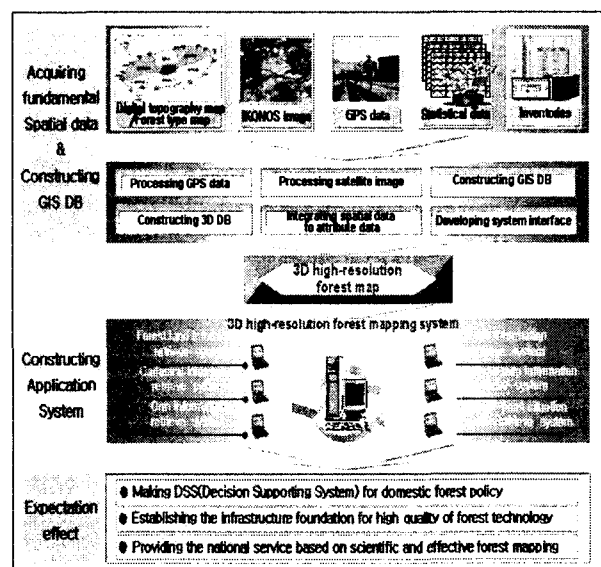 Acquiring
fundamental
Spatial data
&
Constructing
GIS DB
Digital topography map
Forest type map
IKONOS image
GPS data
Statistical data
Inventories
Processing GPS data
Processing satellite image
Constructing GIS DB
Constructing 3D DB
Integrating spatial data
to attribute data
Developing system interface
3D high-resolution
forest map
Constructing
Application
System
3D high-resolution forest mapping system
Expectation
effect
● Making DSS(Decision Supporting System) for domestic forest policy
● Establishing the infrastructure foundation for high quality of forest technology
● Providing the national service based on scientific and effective forest mapping